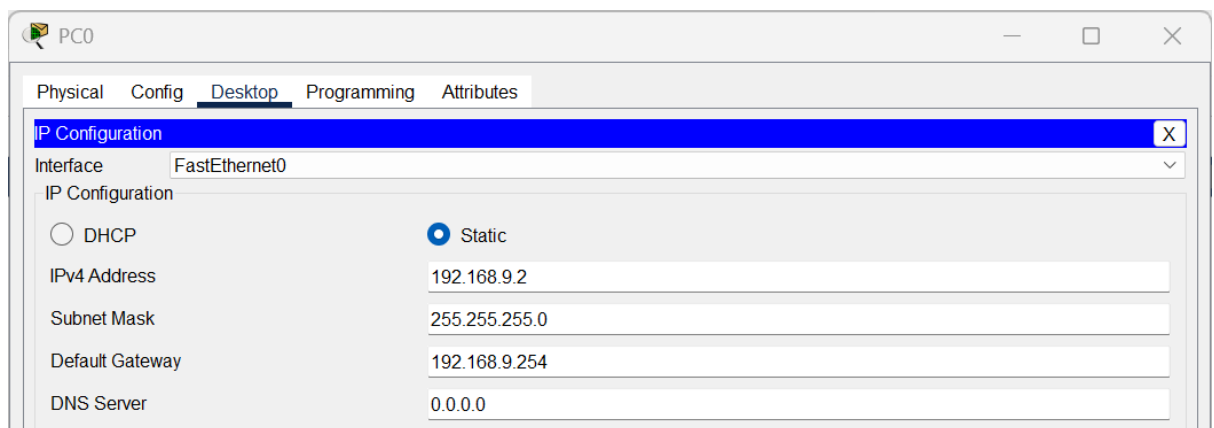 PC0
Physical Config Desktop Programming Attributes
IP Configuration X
Interface FastEthernet0
IP Configuration
DHCP Static
IPv4 Address 192.168.9.2
Subnet Mask 255.255.255.0
Default Gateway 192.168.9.254
DNS Server 0.0.0.0